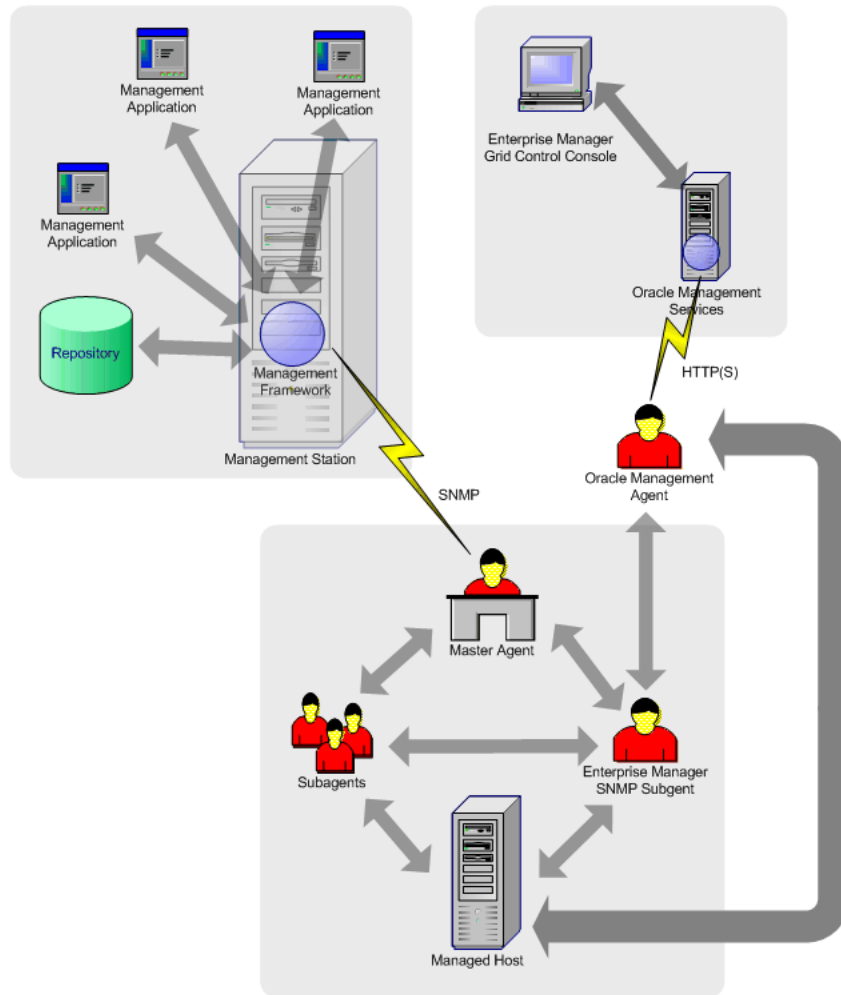 Management
Application
Management
Application
Management
Application
Repository
Management
Framework
Management Station
Enterprise Manager
Grid Control Console
Oracle Management
Services
HTTP(S)
Oracle Management
Agent
SNMP
Master Agent
Subagents
Enterprise Manager
SNMP Subgent
Managed Host